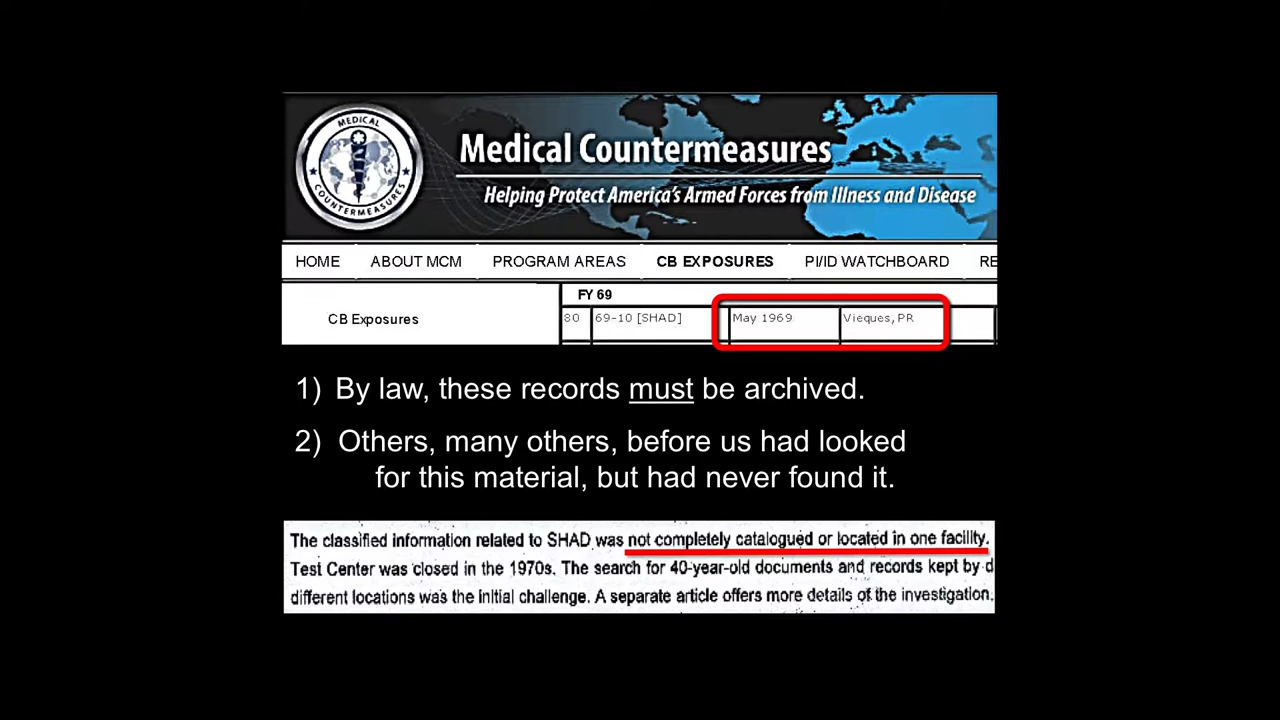 MEDICAL
COUNTERMEASURES
Medical Countermeasures
Helping Protect America's Armed Forces from Illness and Disease
HOME ABOUT MCM PROGRAM AREAS CB EXPOSURES PI/ID WATCHBOARD RE
FY 69
CB Exposures
80 69-10 [SHAD] May 1969 Vieques, PR
1) By law, these records must be archived.
2) Others, many others, before us had looked
for this material, but had never found it.
The classified information related to SHAD was not completely catalogued or located in one facility.
Test Center was closed in the 1970s. The search for 40-year-old documents and records kept by d
different locations was the initial challenge. A separate article offers more details of the investigation.